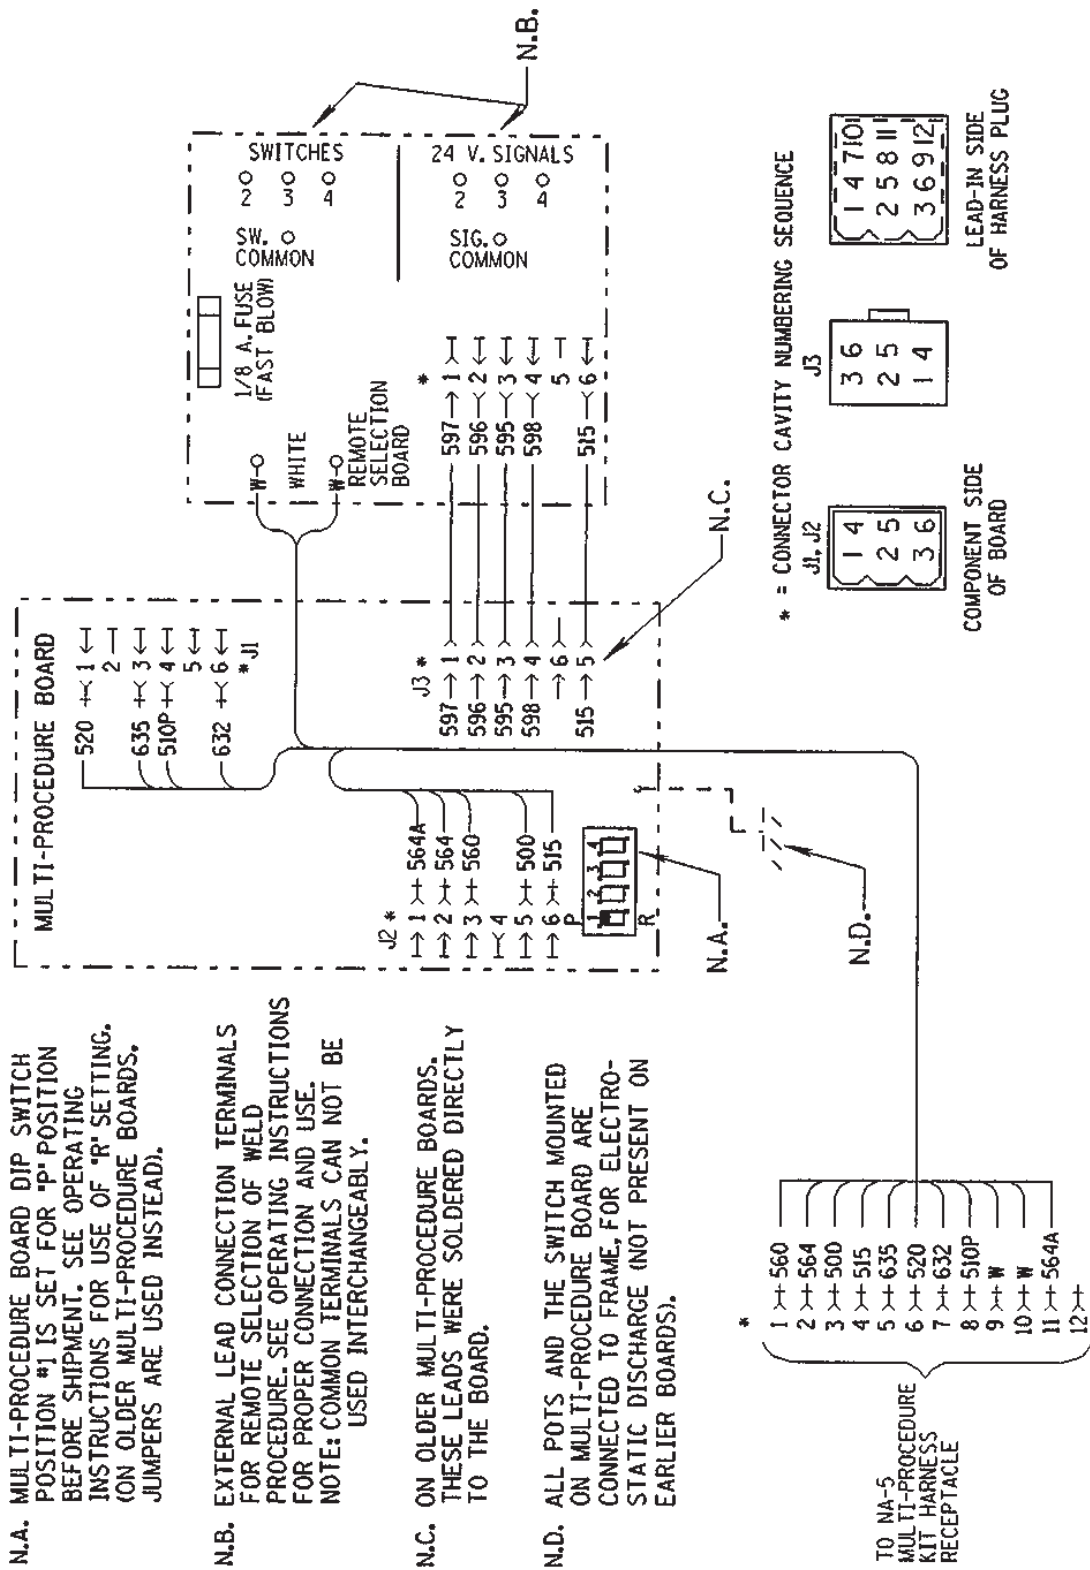 N.A. MULTI-PROCEDURE BOARD DIP SWITCH
POSITION #1 IS SET FOR "P" POSITION
BEFORE SHIPMENT. SEE OPERATING
INSTRUCTIONS FOR USE OF "R" SETTING.
(ON OLDER MULTI-PROCEDURE BOARDS.
JUMPERS ARE USED INSTEAD).
N.B. EXTERNAL LEAD CONNECTION TERMINALS
FOR REMOTE SELECTION OF WELD
PROCEDURE. SEE OPERATING INSTRUCTIONS
FOR PROPER CONNECTION AND USE.
NOTE: COMMON TERMINALS CAN NOT BE
USED INTERCHANGEABLY.
N.C. ON OLDER MULTI-PROCEDURE BOARDS.
THESE LEADS WERE SOLDERED DIRECTLY
TO THE BOARD.
N.D. ALL POTS AND THE SWITCH MOUNTED
ON MULTI-PROCEDURE BOARD ARE
CONNECTED TO FRAME, FOR ELECTRO-
STATIC DISCHARGE (NOT PRESENT ON
EARLIER BOARDS).
MULTI-PROCEDURE BOARD
520 1
2
635 3
510P 4
5
632 6
* J1
J2 *
1 564A
2 564
3 560
4
5 500
6 515
P
1 2 3 4
R
J3 *
597 1
596 2
595 3
598 4
6
515 5
N.A.
N.C.
N.D.
W
WHITE
W
REMOTE
SELECTION
BOARD
1/8 A. FUSE
(FAST BLOW)
SWITCHES
2
3
4
SW.
COMMON
24 V. SIGNALS
2
3
4
SIG.
COMMON
*
597 1
596 2
595 3
598 4
5
515 6
N.B.
* = CONNECTOR CAVITY NUMBERING SEQUENCE
J1, J2
1 4
2 5
3 6
COMPONENT SIDE
OF BOARD
J3
3 6
2 5
1 4
1 4 7 10
2 5 8 11
3 6 9 12
LEAD-IN SIDE
OF HARNESS PLUG
*
1 560
2 564
3 500
4 515
5 635
6 520
7 632
8 510P
9 W
10 W
11 564A
12
TO NA-5
MULTI-PROCEDURE
KIT HARNESS
RECEPTACLE